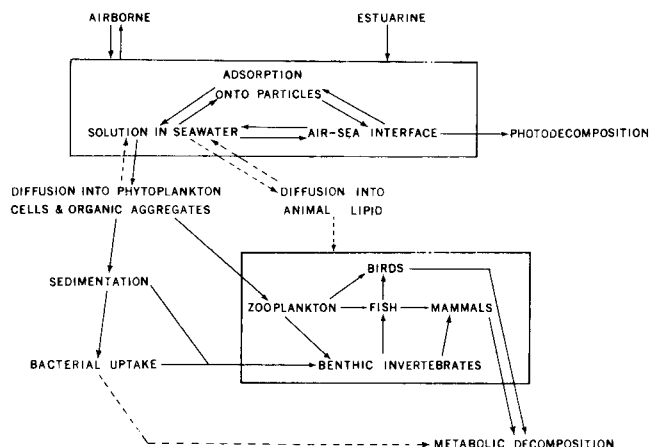 AIRBORNE
ESTUARINE
ADSORPTION
ONTO PARTICLES
SOLUTION IN SEAWATER
AIR-SEA INTERFACE
PHOTODECOMPOSITION
DIFFUSION INTO PHYTOPLANKTON
CELLS & ORGANIC AGGREGATES
DIFFUSION INTO
ANIMAL LIPID
BIRDS
SEDIMENTATION
ZOOPLANKTON
FISH
MAMMALS
BACTERIAL UPTAKE
BENTHIC INVERTEBRATES
METABOLIC DECOMPOSITION